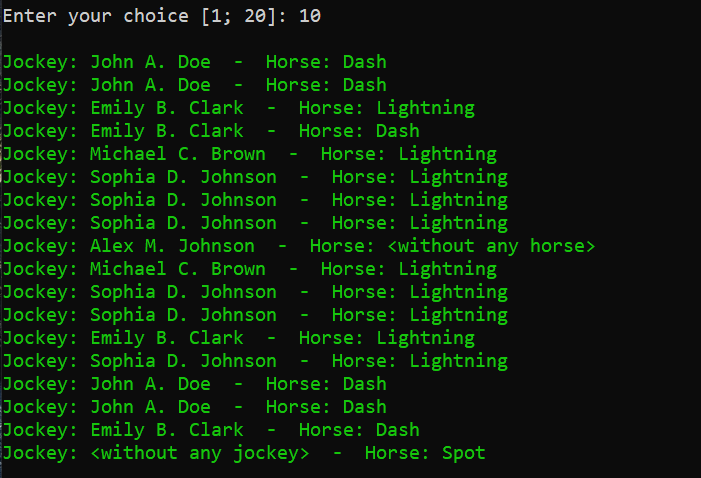 Enter your choice [1; 20]: 10
Jockey: John A. Doe  -  Horse: Dash
Jockey: John A. Doe  -  Horse: Dash
Jockey: Emily B. Clark  -  Horse: Lightning
Jockey: Emily B. Clark  -  Horse: Dash
Jockey: Michael C. Brown  -  Horse: Lightning
Jockey: Sophia D. Johnson  -  Horse: Lightning
Jockey: Sophia D. Johnson  -  Horse: Lightning
Jockey: Sophia D. Johnson  -  Horse: Lightning
Jockey: Alex M. Johnson  -  Horse: <without any horse>
Jockey: Michael C. Brown  -  Horse: Lightning
Jockey: Sophia D. Johnson  -  Horse: Lightning
Jockey: Sophia D. Johnson  -  Horse: Lightning
Jockey: Emily B. Clark  -  Horse: Lightning
Jockey: Sophia D. Johnson  -  Horse: Lightning
Jockey: John A. Doe  -  Horse: Dash
Jockey: John A. Doe  -  Horse: Dash
Jockey: Emily B. Clark  -  Horse: Dash
Jockey: <without any jockey>  -  Horse: Spot